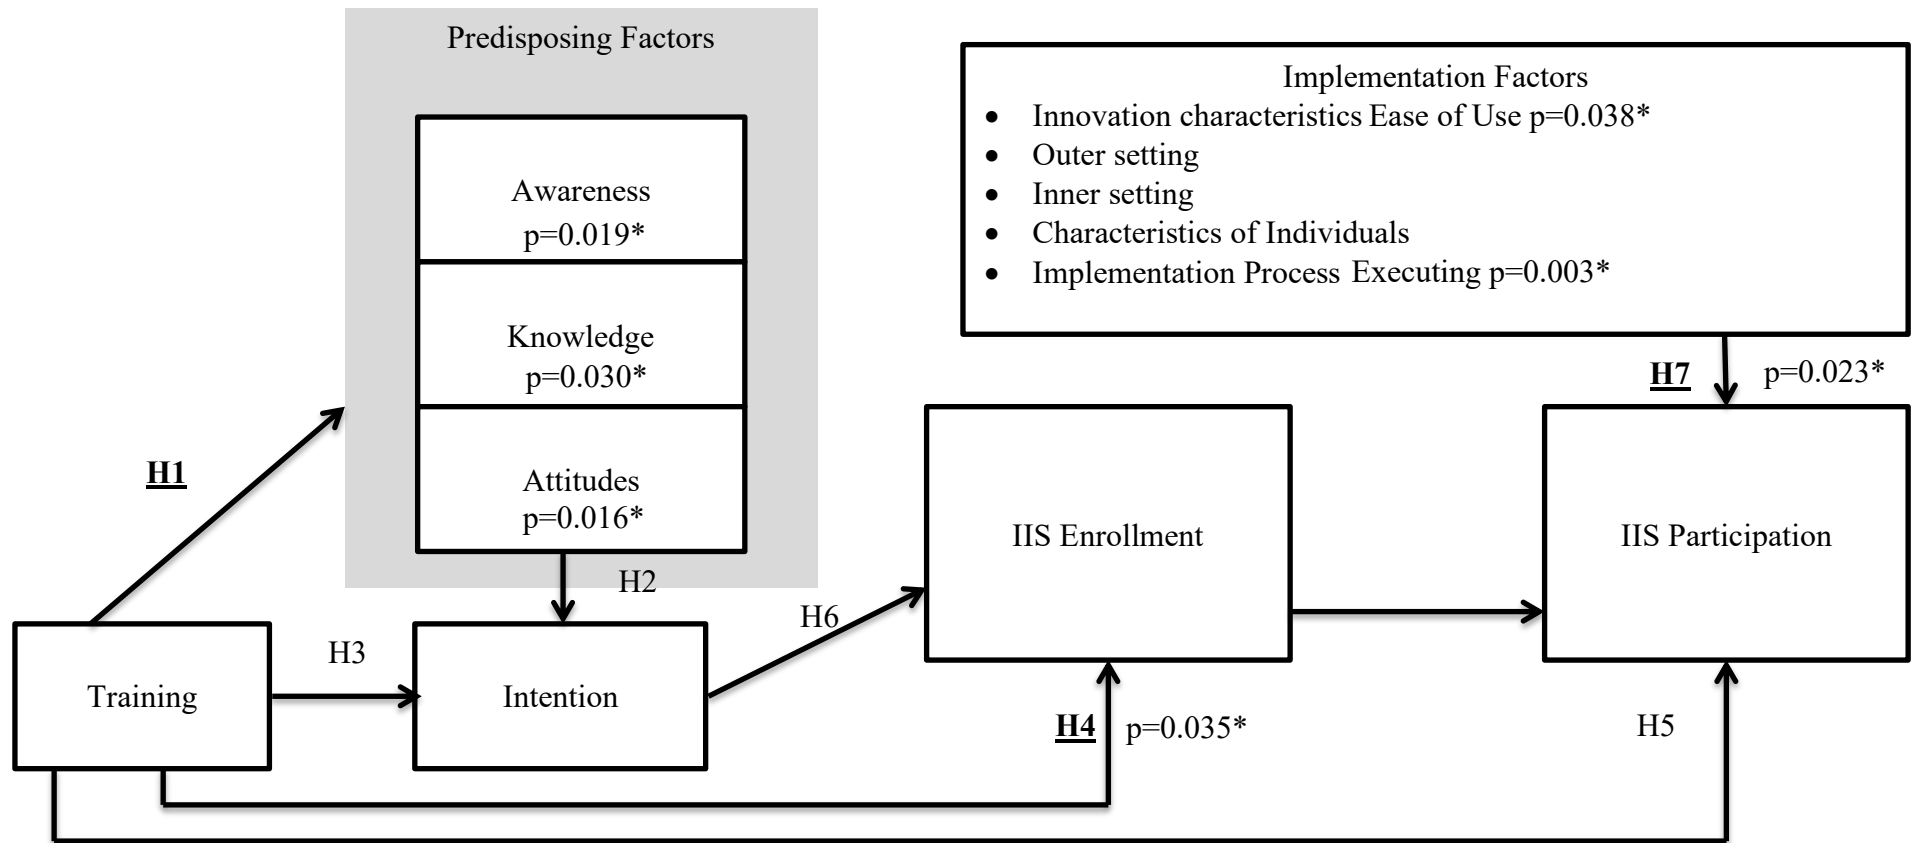 Predisposing Factors
Awareness
p=0.019*
Knowledge
p=0.030*
Attitudes
p=0.016*
Implementation Factors
• Innovation characteristics Ease of Use p=0.038*
• Outer setting
• Inner setting
• Characteristics of Individuals
• Implementation Process Executing p=0.003*
H7 p=0.023*
H1
H2
H6
H3
Training
Intention
IIS Enrollment
IIS Participation
H4 p=0.035*
H5